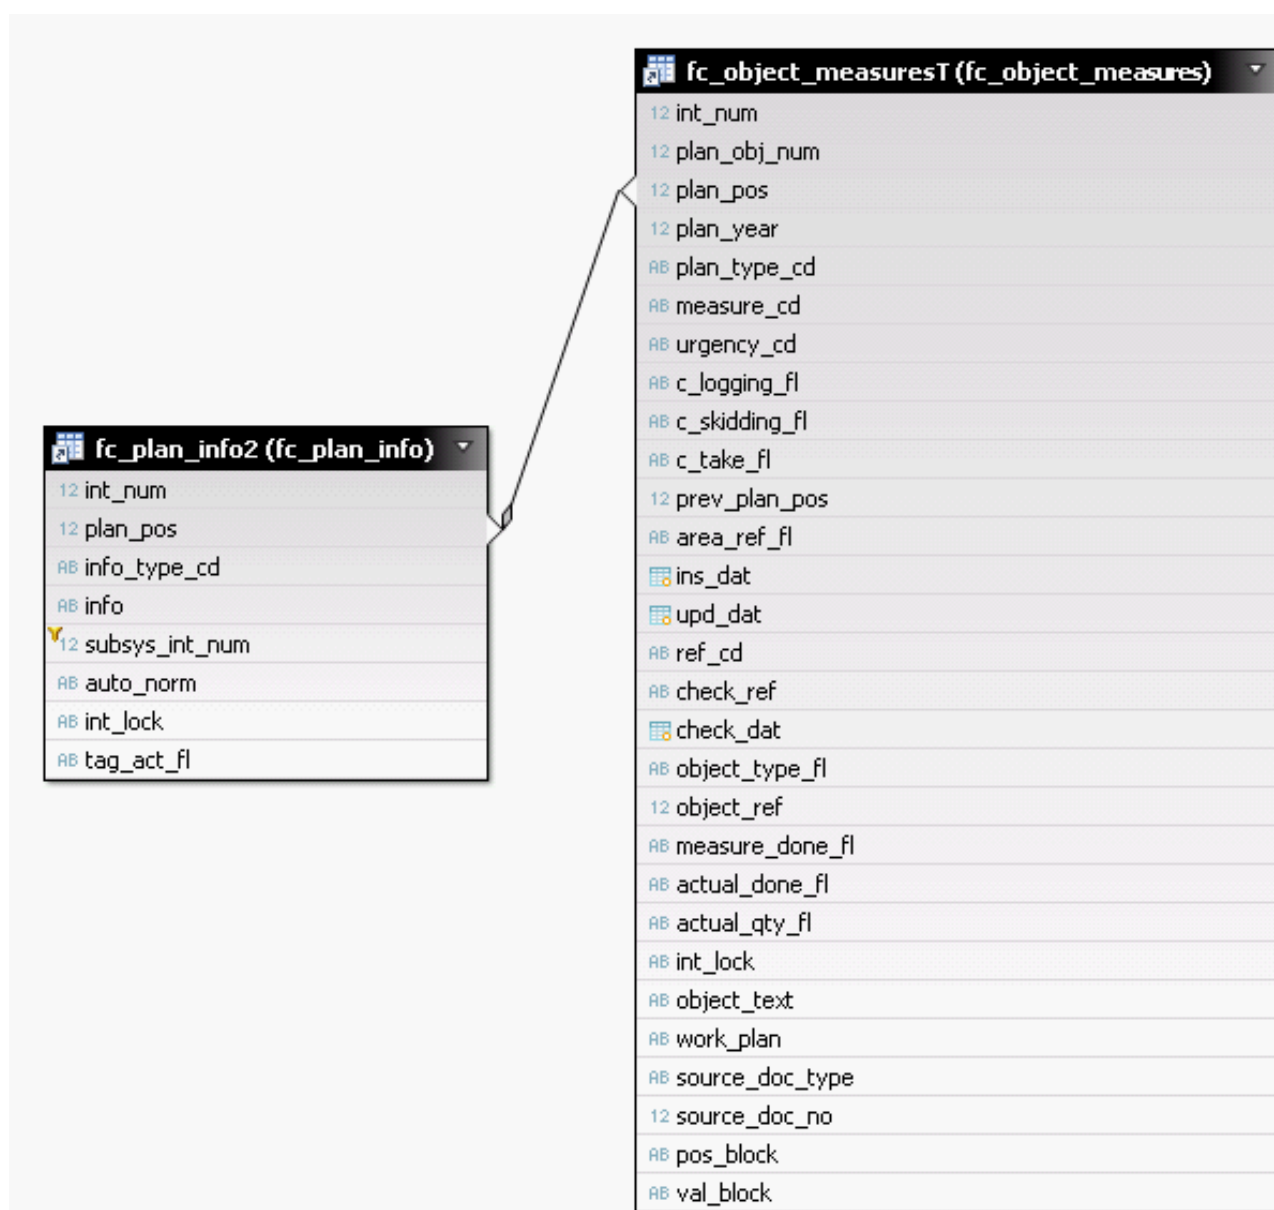 fc_object_measuresT (fc_object_measures)
12 int_num
12 plan_obj_num
12 plan_pos
12 plan_year
AB plan_type_cd
AB measure_cd
AB urgency_cd
AB c_logging_fl
AB c_skidding_fl
AB c_take_fl
12 prev_plan_pos
AB area_ref_fl
ins_dat
upd_dat
AB ref_cd
AB check_ref
check_dat
AB object_type_fl
12 object_ref
AB measure_done_fl
AB actual_done_fl
AB actual_qty_fl
AB int_lock
AB object_text
AB work_plan
AB source_doc_type
12 source_doc_no
AB pos_block
AB val_block
fc_plan_info2 (fc_plan_info)
12 int_num
12 plan_pos
AB info_type_cd
AB info
12 subsys_int_num
AB auto_norm
AB int_lock
AB tag_act_fl